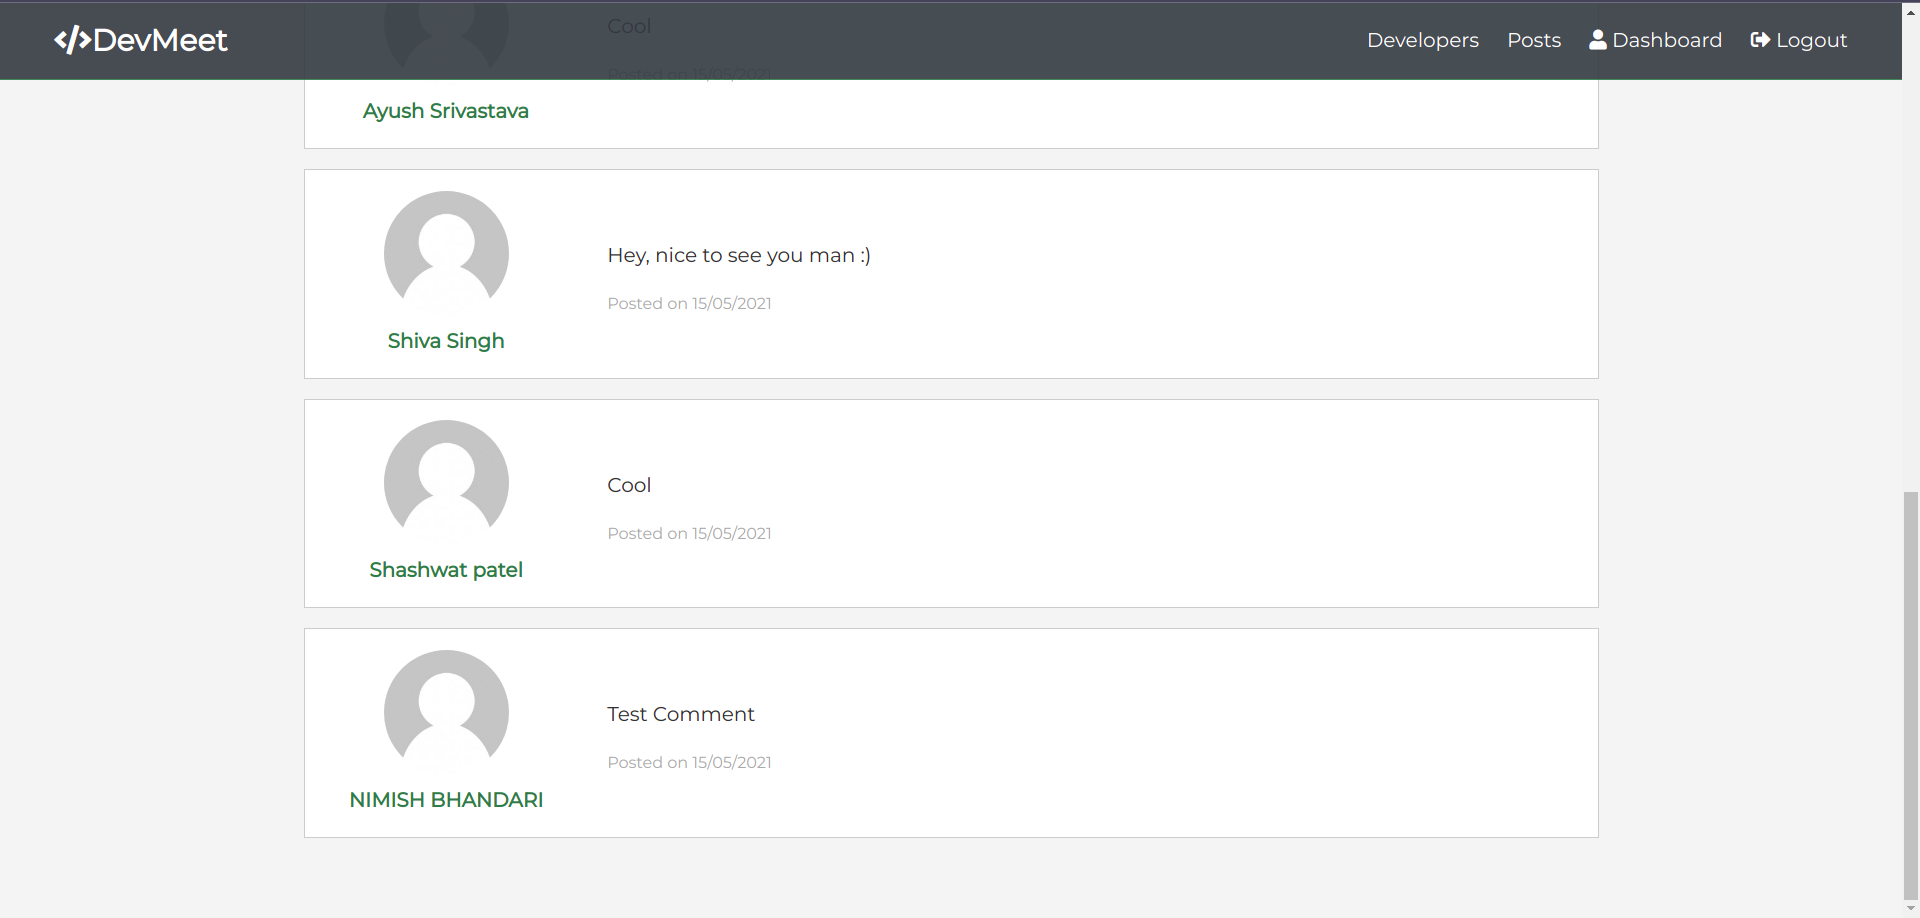 </>DevMeet
Developers Posts Dashboard Logout
Cool
Posted on 15/05/2021
Ayush Srivastava
Hey, nice to see you man :)
Posted on 15/05/2021
Shiva Singh
Cool
Posted on 15/05/2021
Shashwat patel
Test Comment
Posted on 15/05/2021
NIMISH BHANDARI